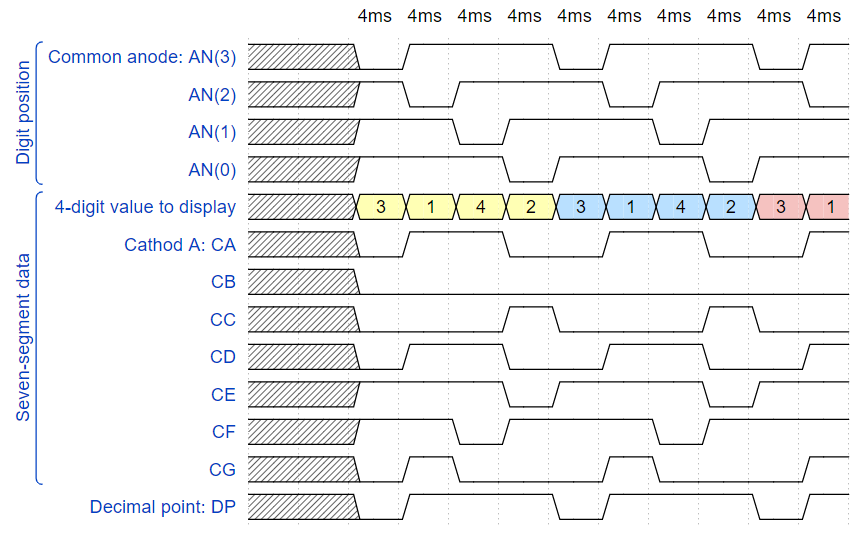 4ms 4ms 4ms 4ms 4ms 4ms 4ms 4ms 4ms 4ms
Digit position
Common anode: AN(3)
AN(2)
AN(1)
AN(0)
Seven-segment data
4-digit value to display 3 1 4 2 3 1 4 2 3 1
Cathod A: CA
CB
CC
CD
CE
CF
CG
Decimal point: DP